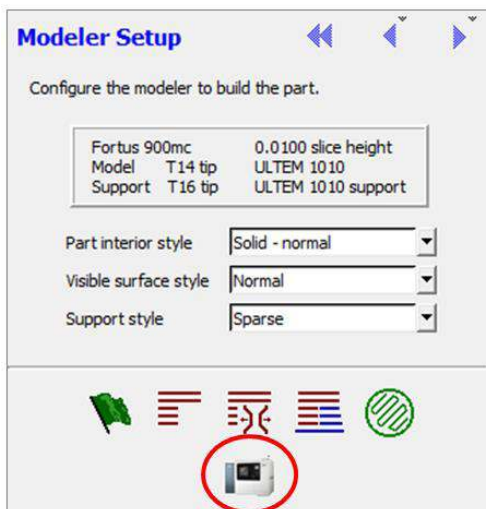 Modeler Setup
Configure the modeler to build the part.
Fortus 900mc 0.0100 slice height
Model T14 tip ULTEM 1010
Support T16 tip ULTEM 1010 support
Part interior style Solid - normal
Visible surface style Normal
Support style Sparse